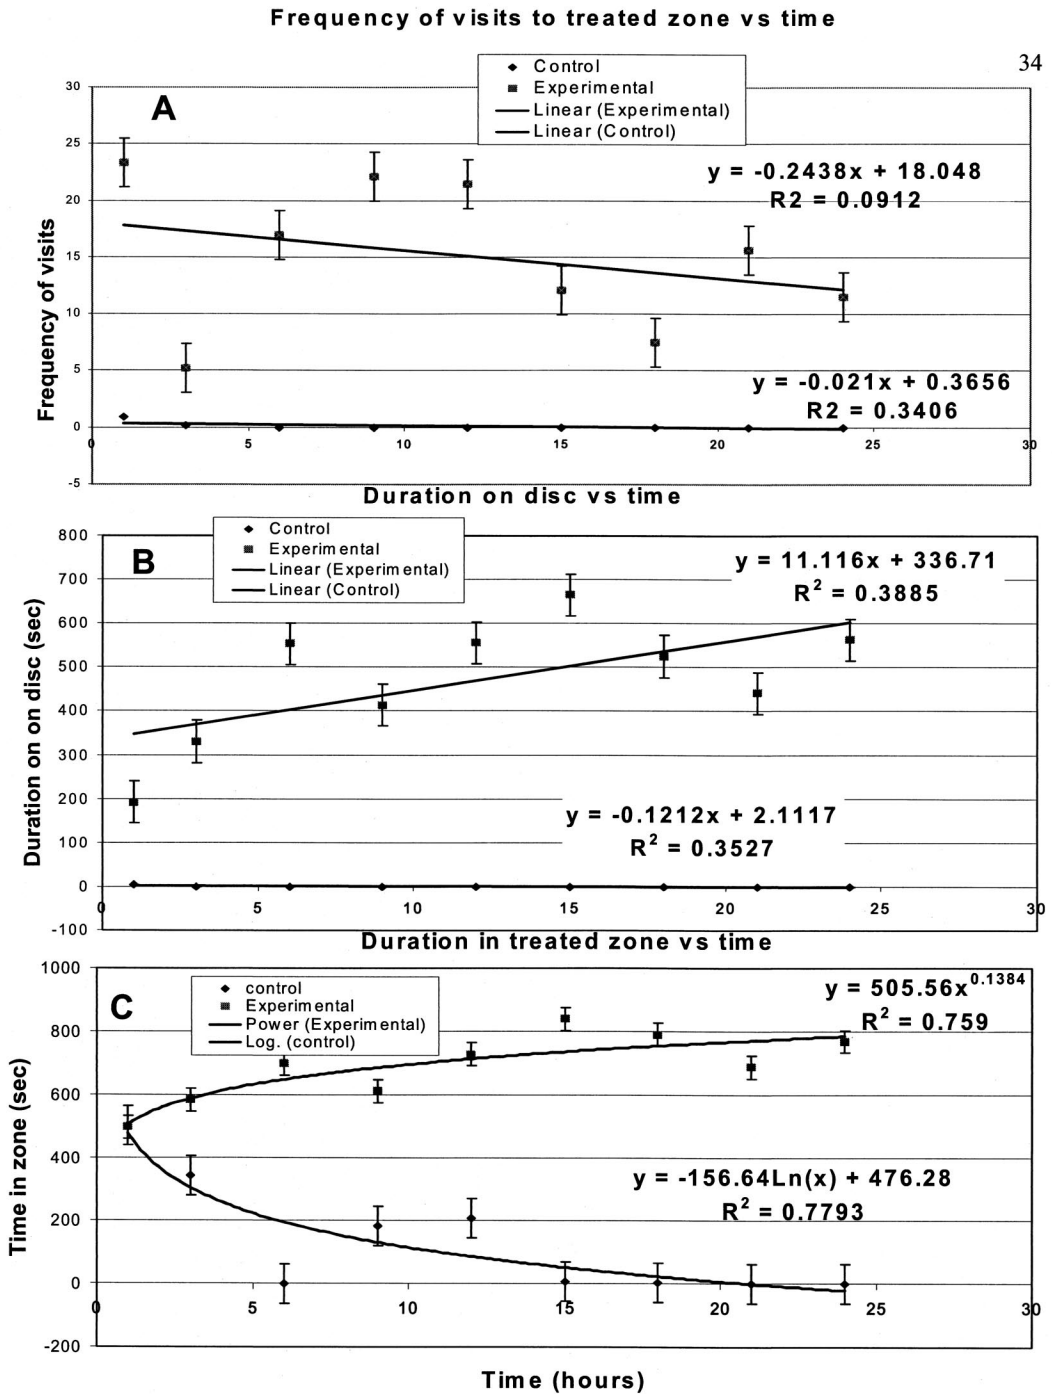 Frequency of visits to treated zone vs time
34
Control
Experimental
Linear (Experimental)
Linear (Control)
A
30
25
20
15
10
5
0
-5
Frequency of visits
y = -0.2438x + 18.048
R2 = 0.0912
y = -0.021x + 0.3656
R2 = 0.3406
0 5 10 15 20 25 30
Duration on disc vs time
Control
Experimental
Linear (Experimental)
Linear (Control)
B
800
700
600
500
400
300
200
100
0
-100
Duration on on disc (sec)
y = 11.116x + 336.71
R² = 0.3885
y = -0.1212x + 2.1117
R² = 0.3527
0 5 10 15 20 25 30
Duration in treated zone vs time
control
Experimental
Power (Experimental)
Log. (control)
C
1000
800
600
400
200
0
-200
Time in zone (sec)
y = 505.56x^0.1384
R² = 0.759
y = -156.64Ln(x) + 476.28
R² = 0.7793
0 5 10 15 20 25 30
Time (hours)